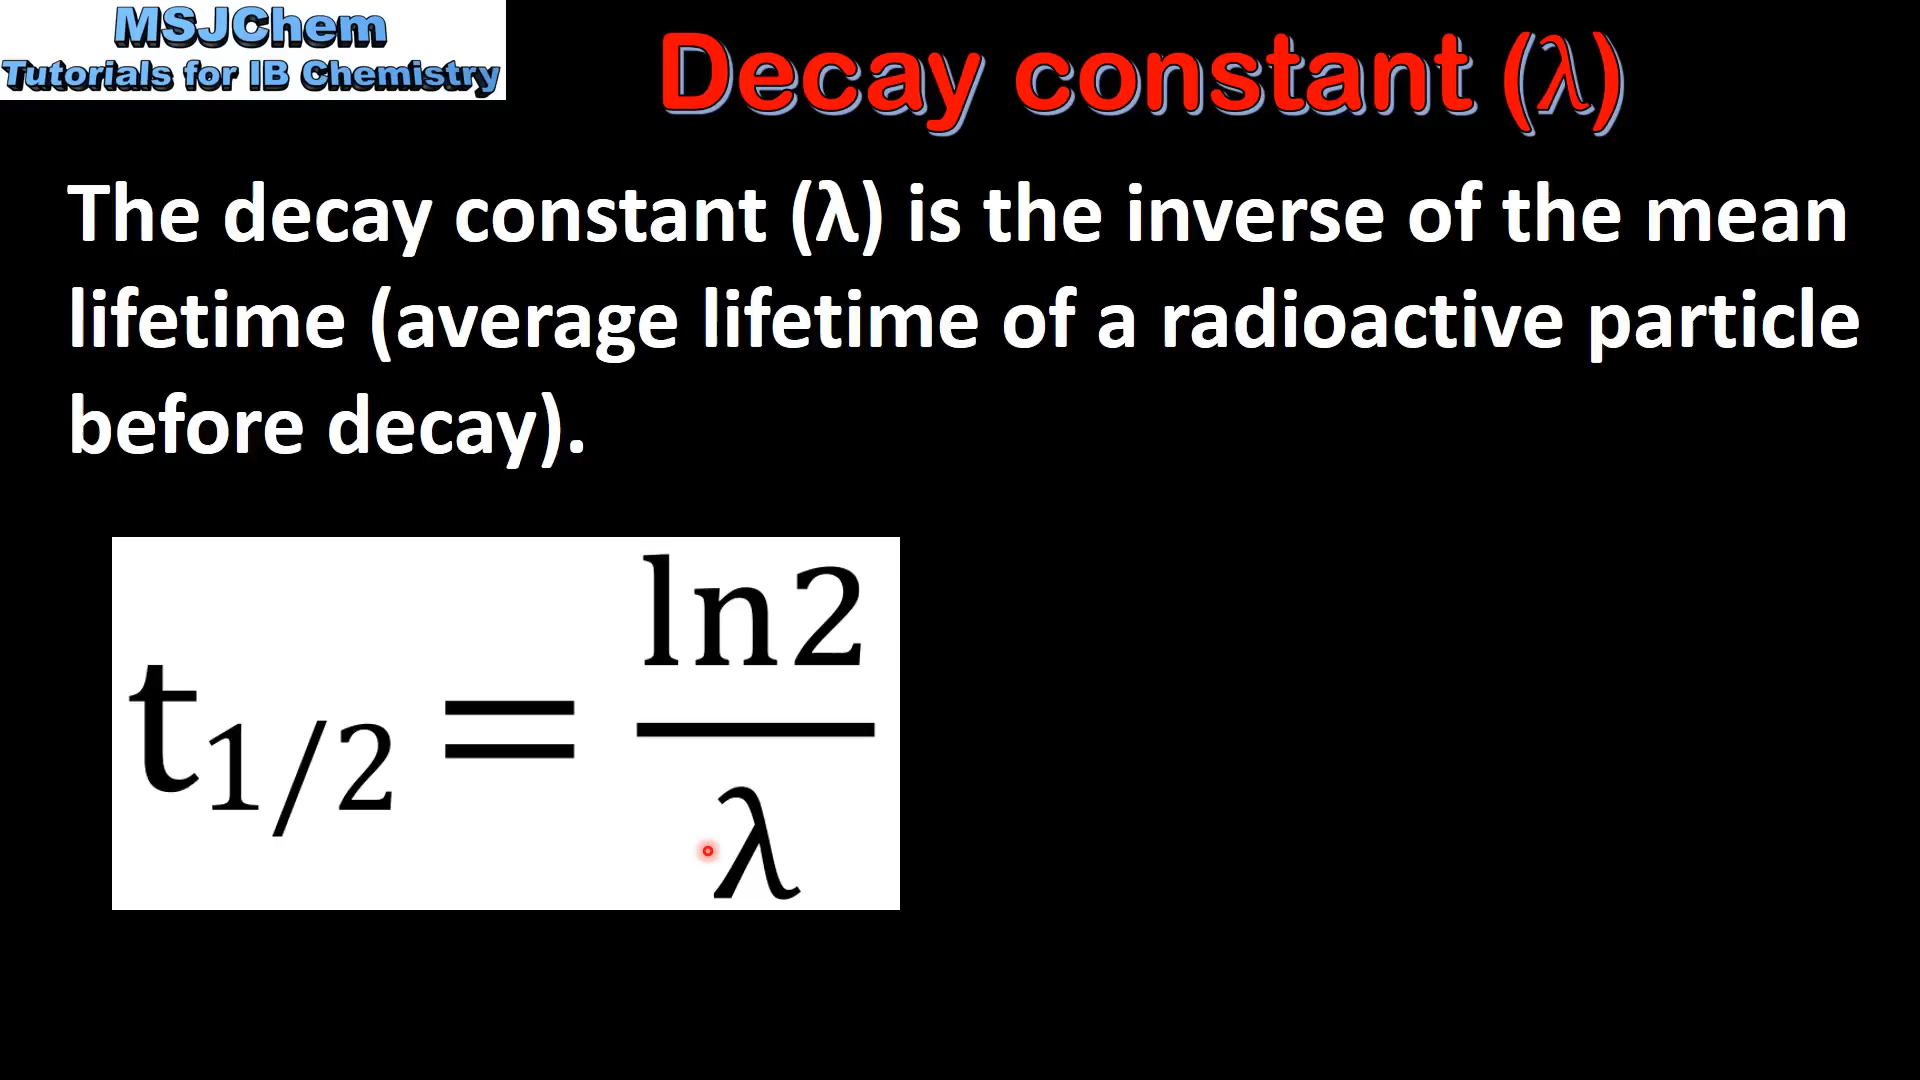 MSJChem
Tutorials for IB Chemistry
Decay constant (λ)
The decay constant (λ) is the inverse of the mean
lifetime (average lifetime of a radioactive particle
before decay).
t1/2 = ln2/λ